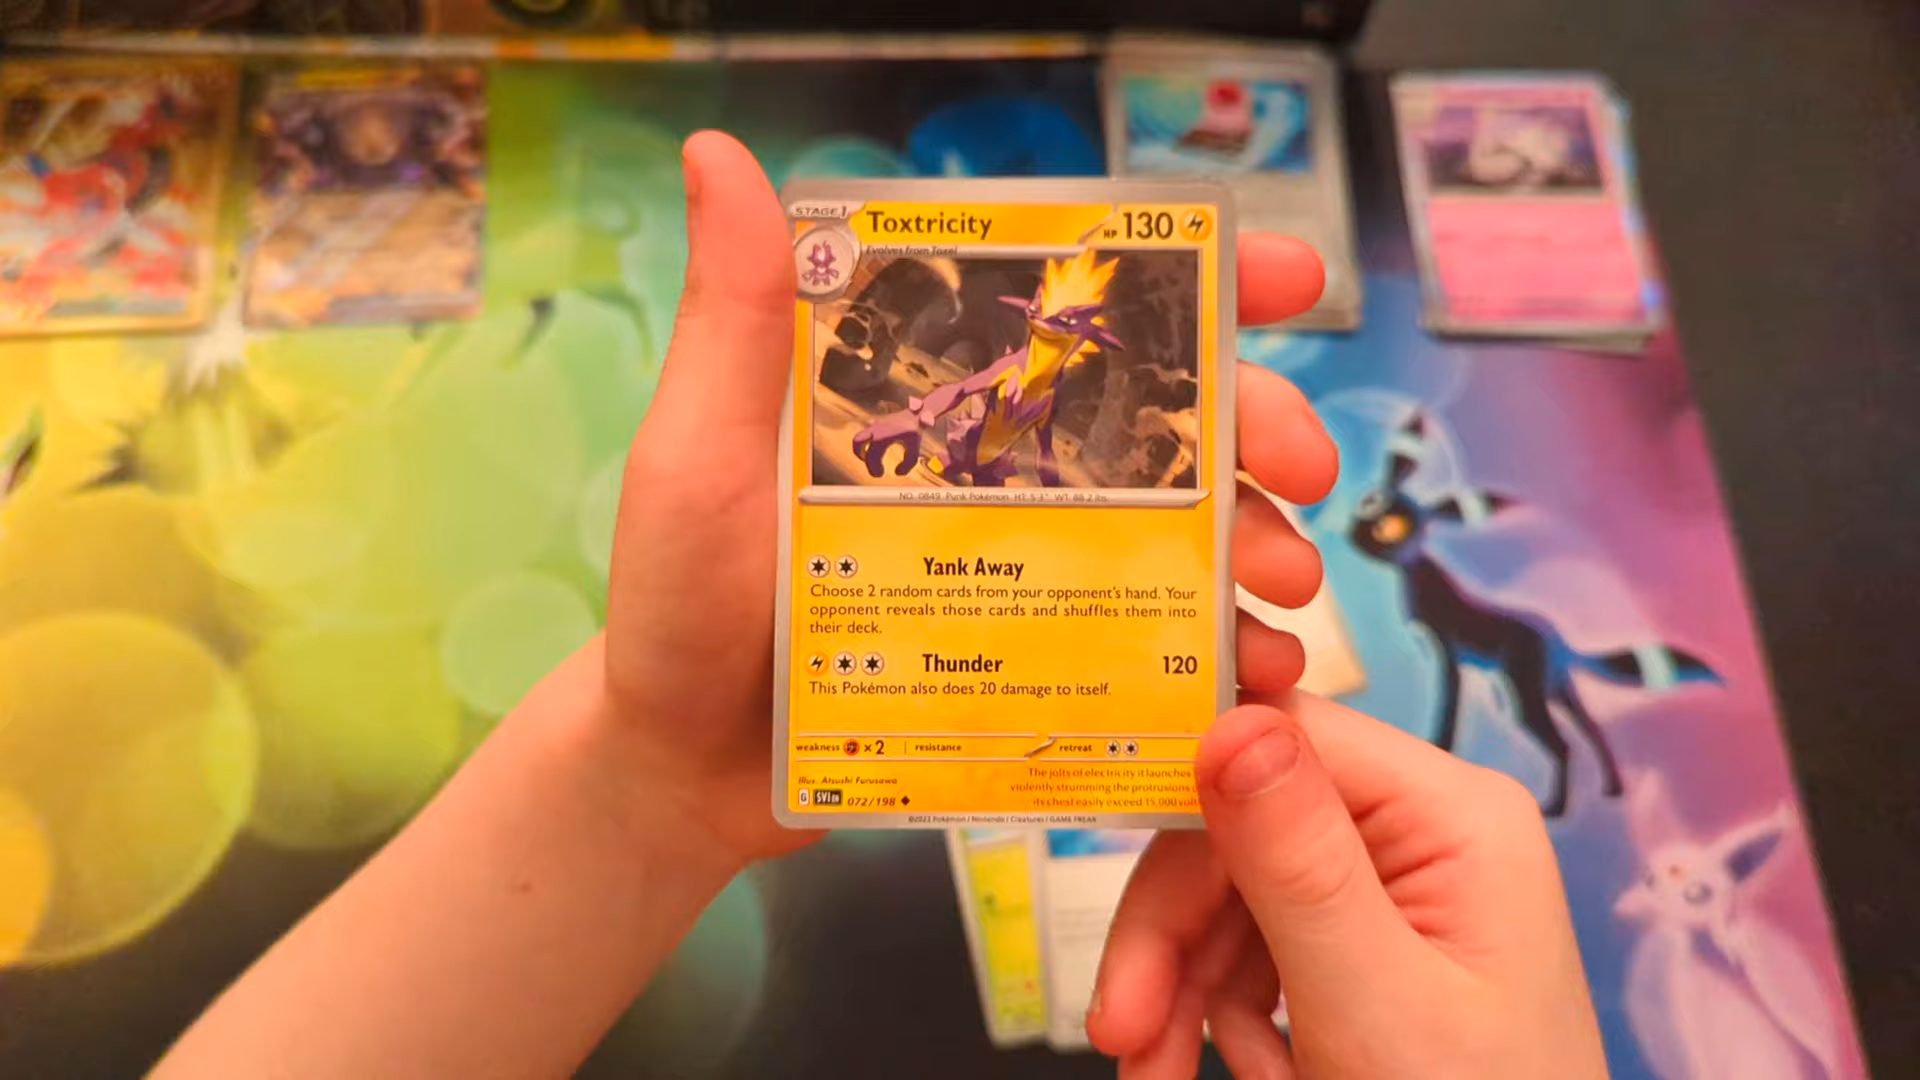 STAGE 1 Toxtricity HP 130
Evolves from Toxel
NO. 0849 Punk Pokémon HT: 5'3" WT: 88.2 lbs.
Yank Away
Choose 2 random cards from your opponent's hand. Your
opponent reveals those cards and shuffles them into
their deck.
Thunder 120
This Pokémon also does 20 damage to itself.
weakness ×2 resistance retreat
Illus. Atsushi Furusawa
The jolts of electricity it launches
violently strumming the protrusions
its chest easily exceed 15,000
G SVI EN 072/198
©2023 Pokémon / Nintendo / Creatures / GAME FREAK